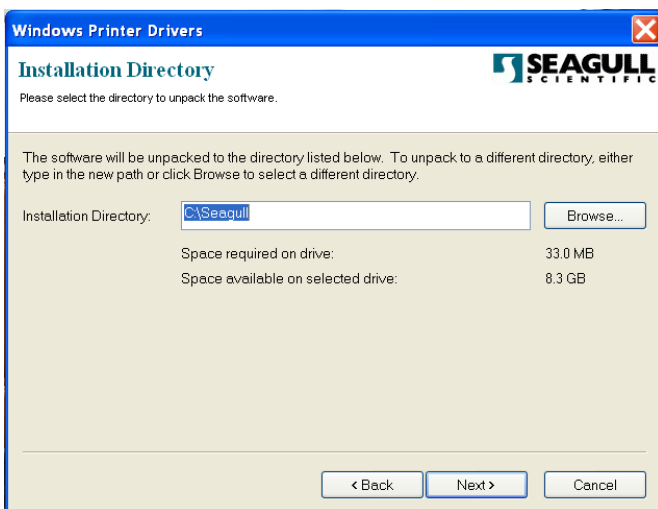 Windows Printer Drivers
Installation Directory
SEAGULL
SCIENTIFIC
Please select the directory to unpack the software.
The software will be unpacked to the directory listed below. To unpack to a different directory, either
type in the new path or click Browse to select a different directory.
Installation Directory: C:\Seagull Browse...
Space required on drive: 33.0 MB
Space available on selected drive: 8.3 GB
< Back Next > Cancel